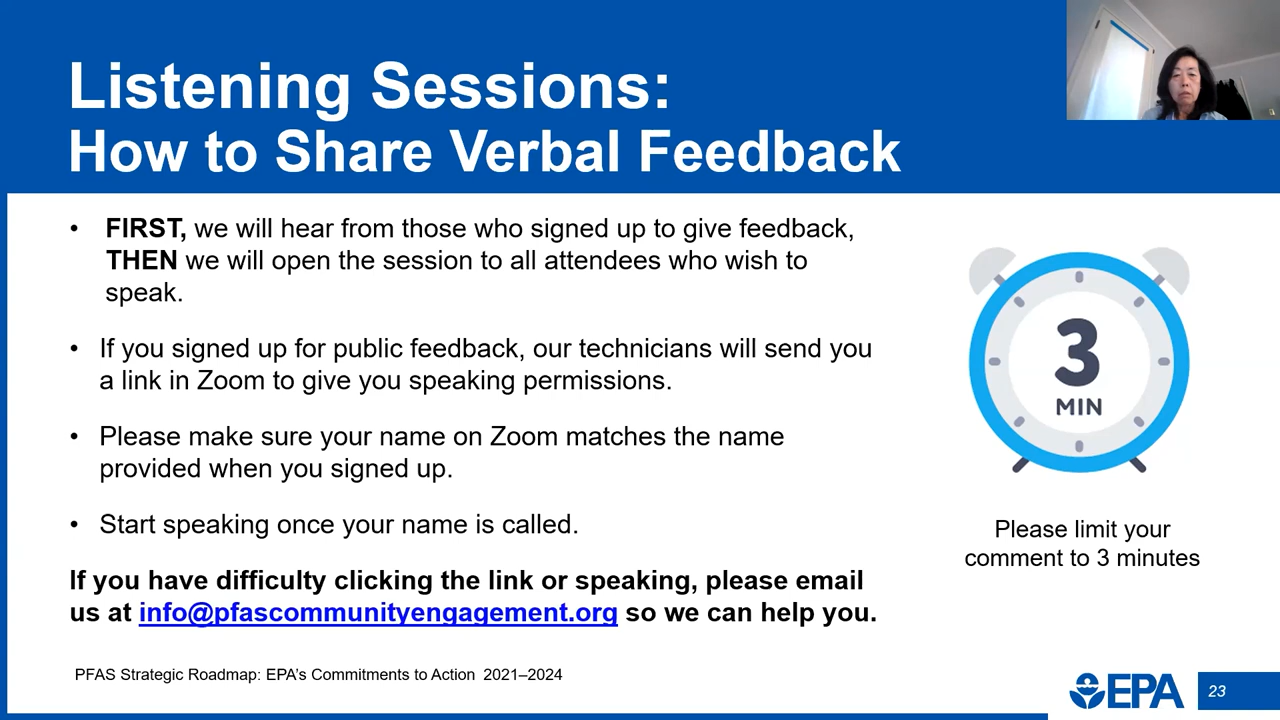 Listening Sessions:
How to Share Verbal Feedback
• FIRST, we will hear from those who signed up to give feedback,
THEN we will open the session to all attendees who wish to
speak.
• If you signed up for public feedback, our technicians will send you
a link in Zoom to give you speaking permissions.
• Please make sure your name on Zoom matches the name
provided when you signed up.
• Start speaking once your name is called.
If you have difficulty clicking the link or speaking, please email
us at info@pfascommunityengagement.org so we can help you.
3
MIN
Please limit your
comment to 3 minutes
PFAS Strategic Roadmap: EPA’s Commitments to Action 2021–2024
EPA
23